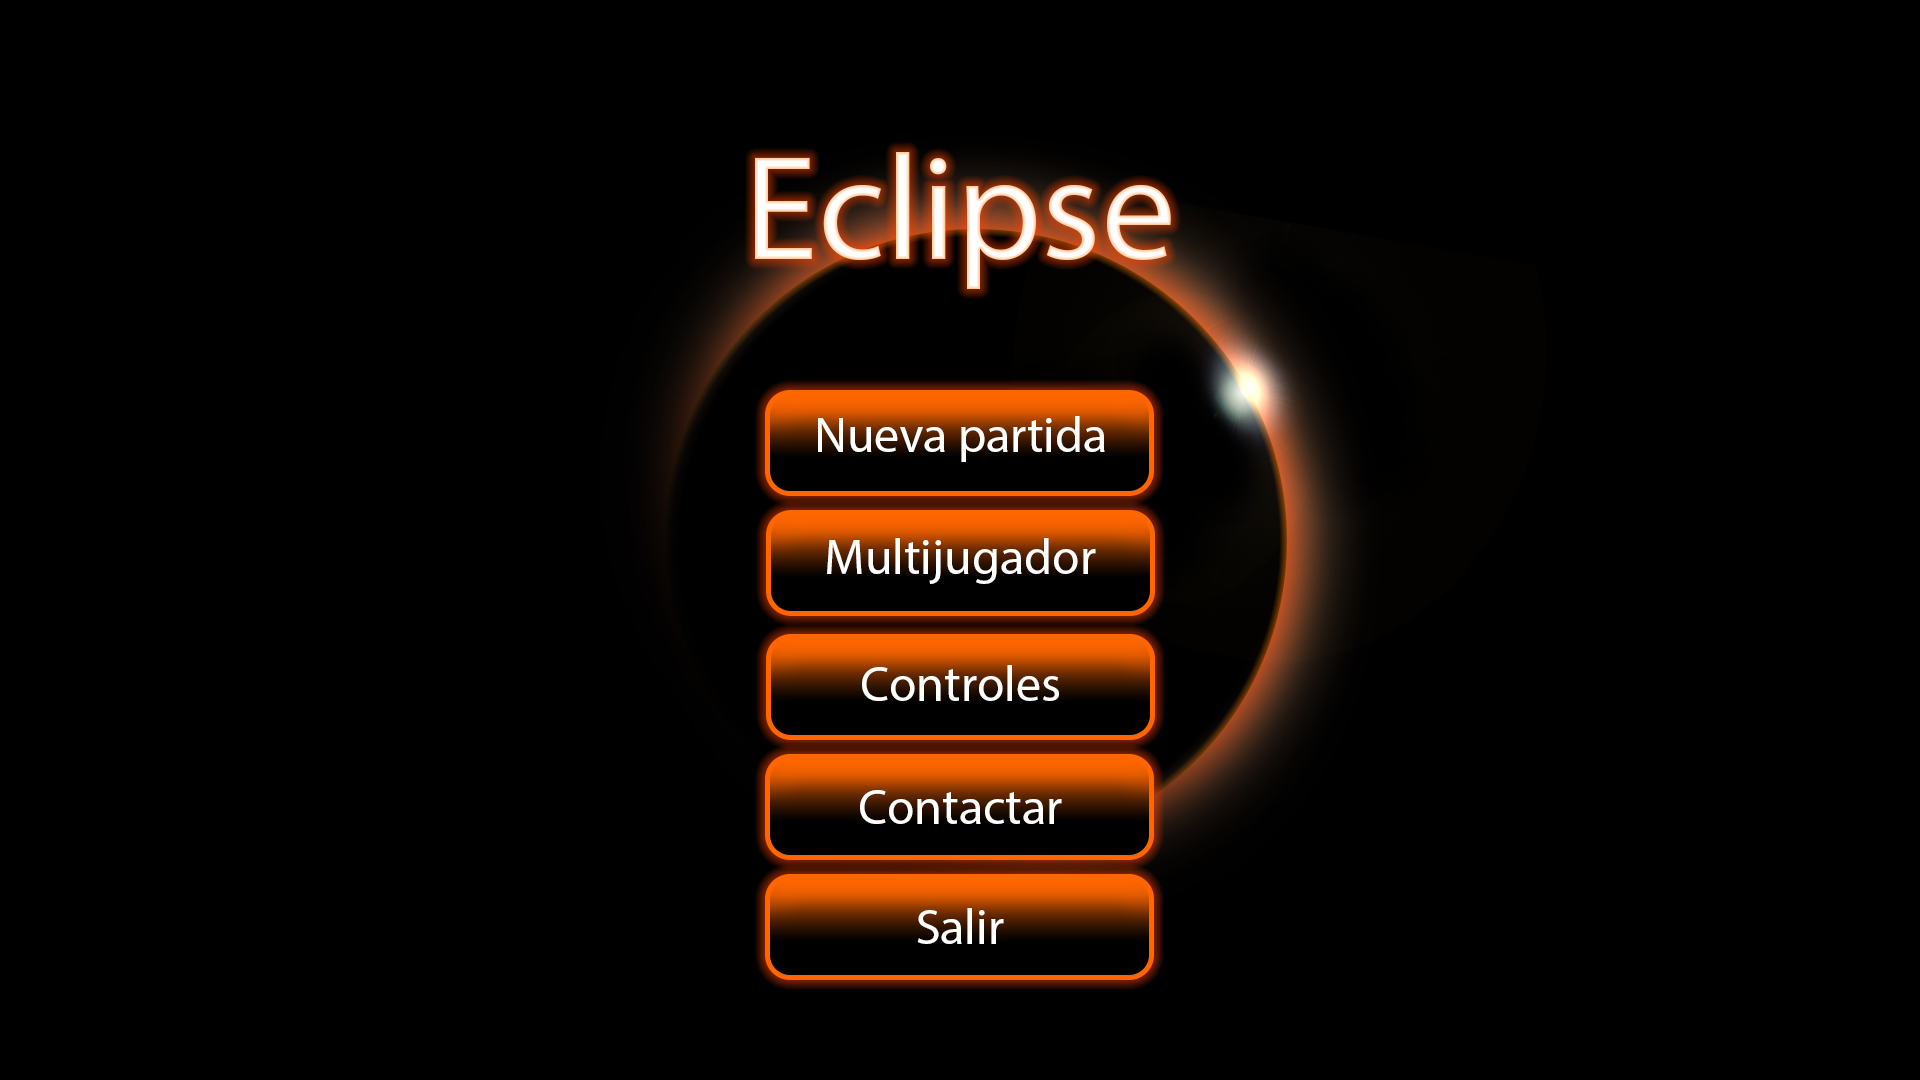 Eclipse
Nueva partida
Multijugador
Controles
Contactar
Salir